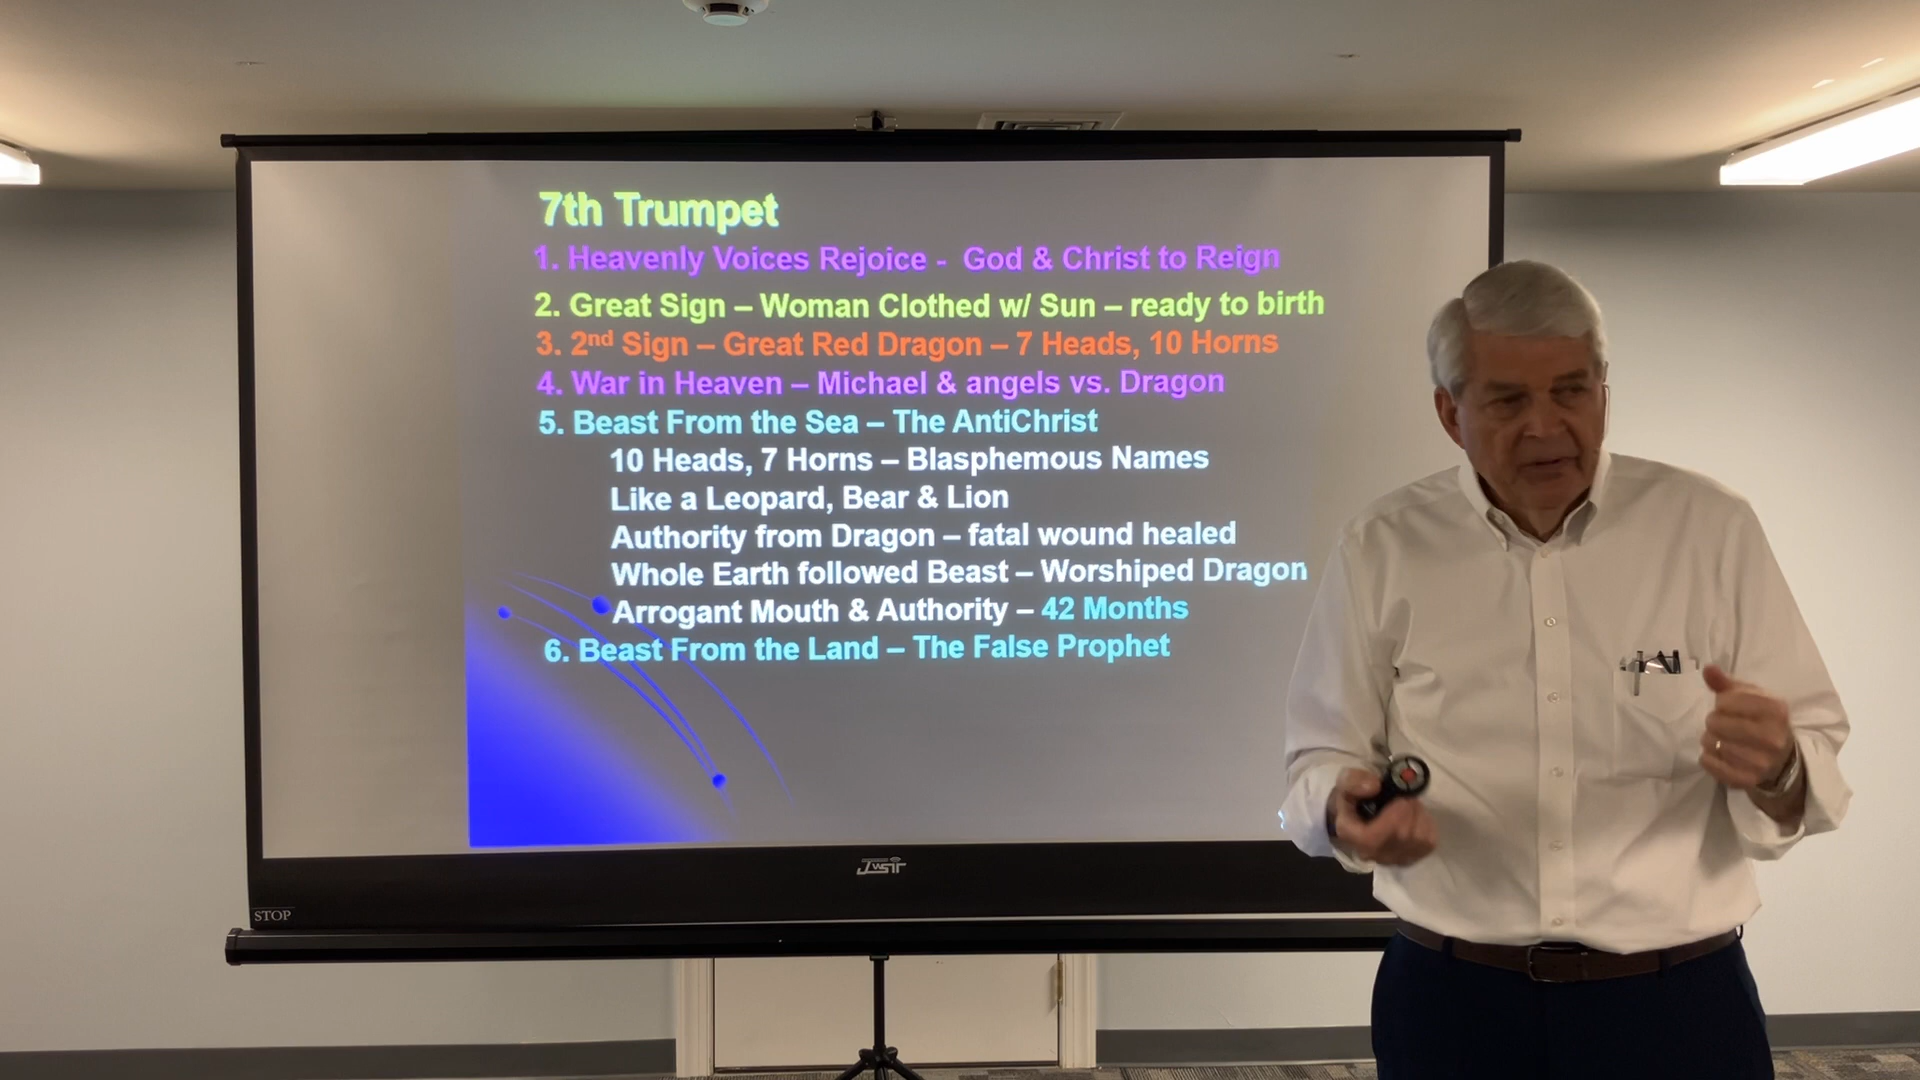 7th Trumpet
1. Heavenly Voices Rejoice - God & Christ to Reign
2. Great Sign – Woman Clothed w/ Sun – ready to birth
3. 2nd Sign – Great Red Dragon – 7 Heads, 10 Horns
4. War in Heaven – Michael & angels vs. Dragon
5. Beast From the Sea – The AntiChrist
10 Heads, 7 Horns – Blasphemous Names
Like a Leopard, Bear & Lion
Authority from Dragon – fatal wound healed
Whole Earth followed Beast – Worshiped Dragon
Arrogant Mouth & Authority – 42 Months
6. Beast From the Land – The False Prophet
JWSIT
STOP